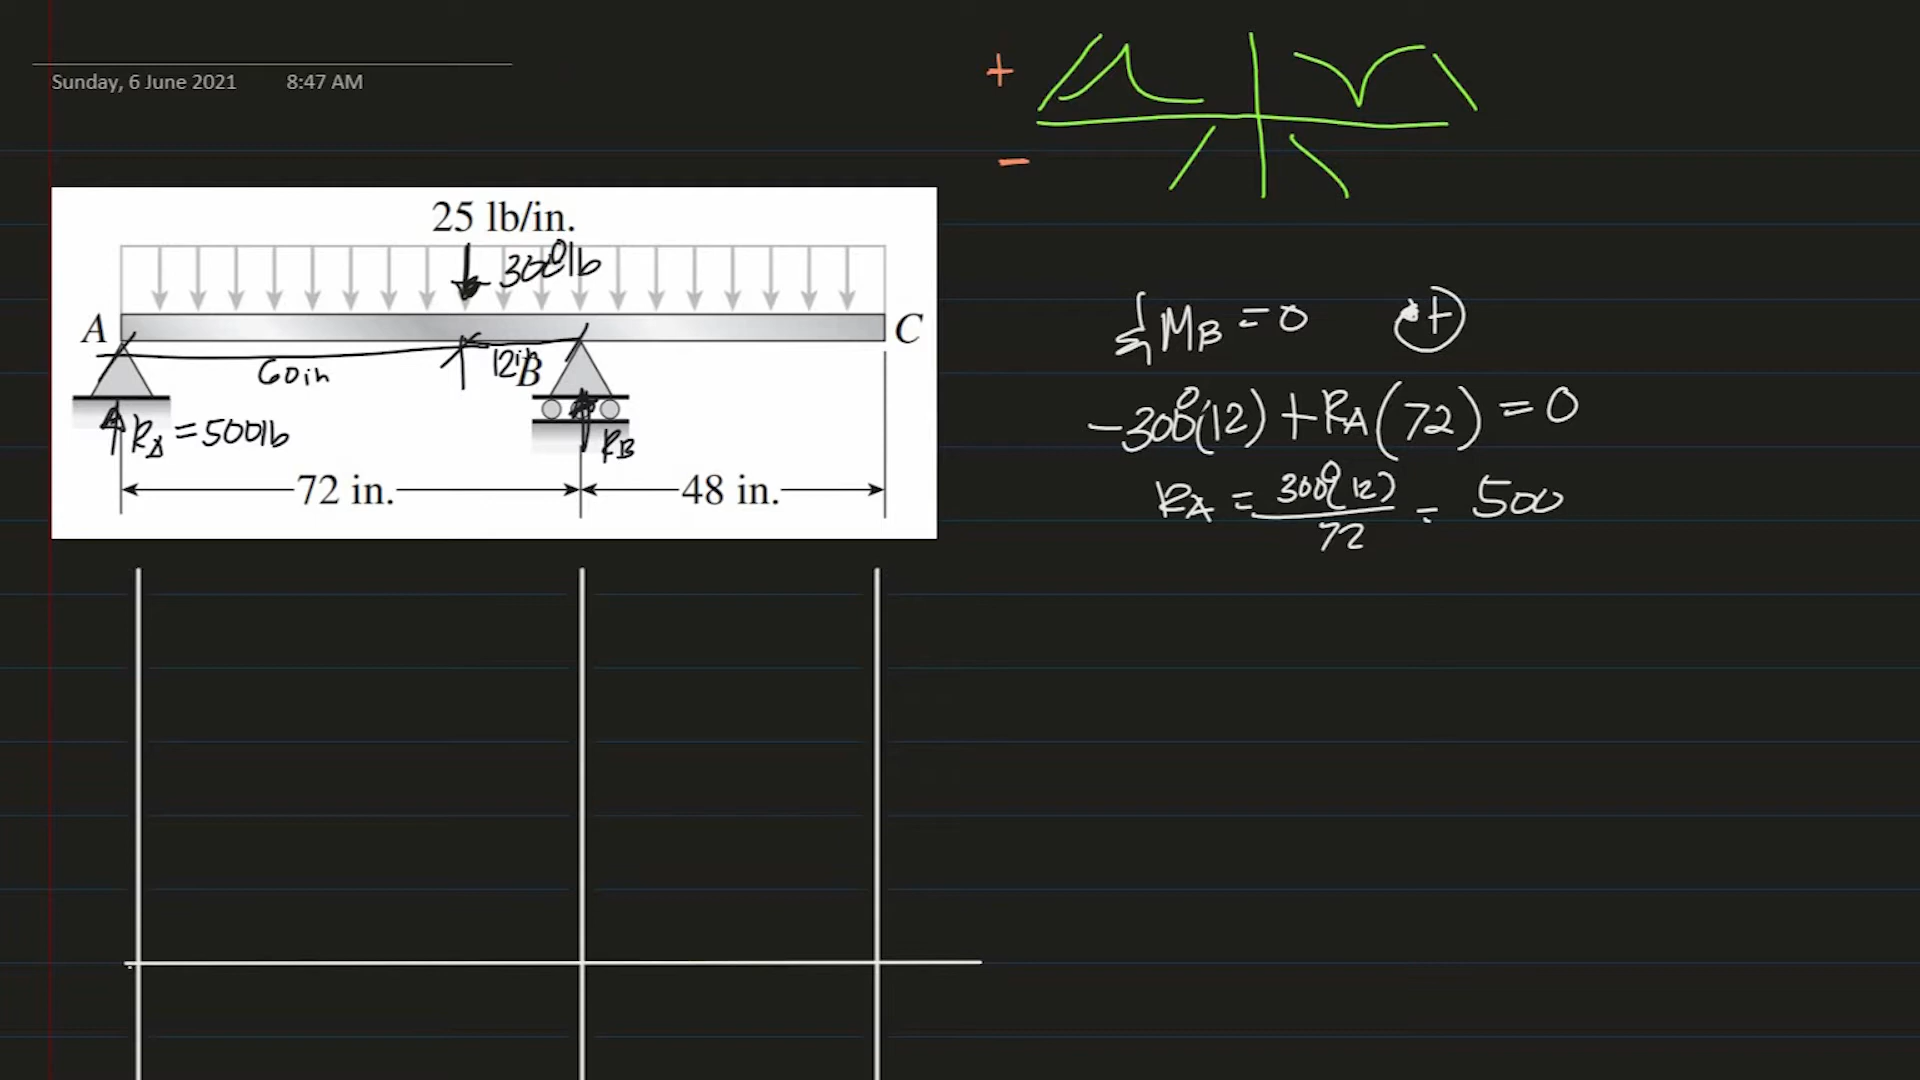 Sunday, 6 June 2021 8:47 AM
+
−
25 lb/in.
3000lb
A
C
60in
12in
B
RA = 500lb
RB
72 in.
48 in.
ΣMB = 0 +
-3000(12) + RA(72) = 0
RA = 3000(12)/72 = 500